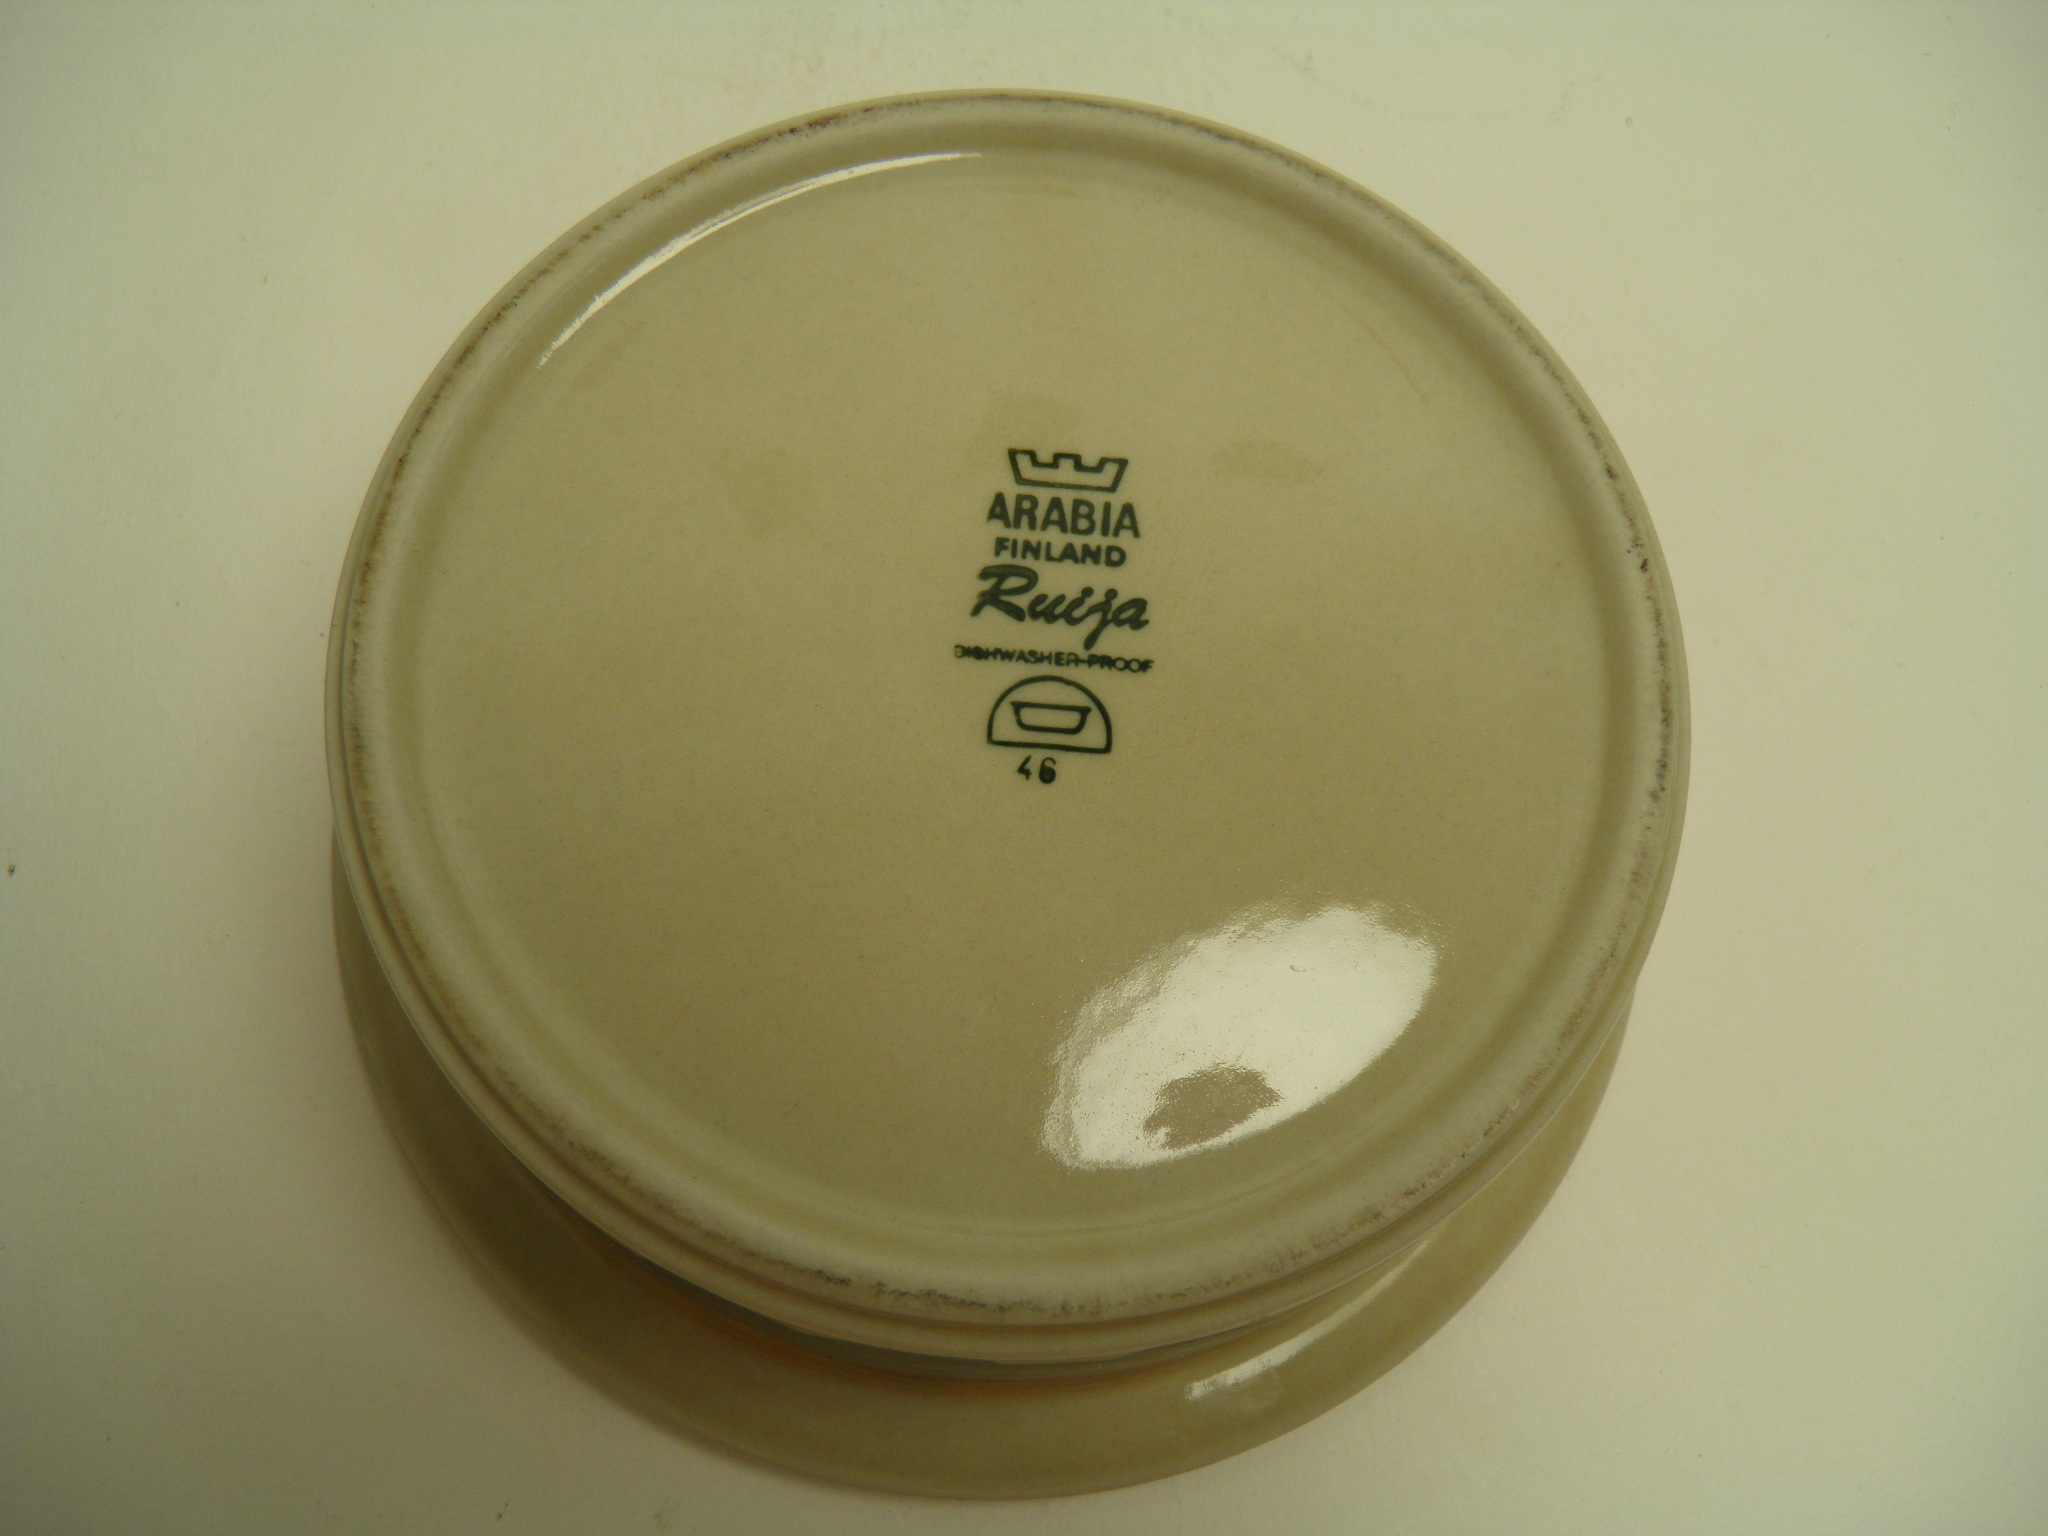 ARABIA
FINLAND
Ruija
DISHWASHER-PROOF
46